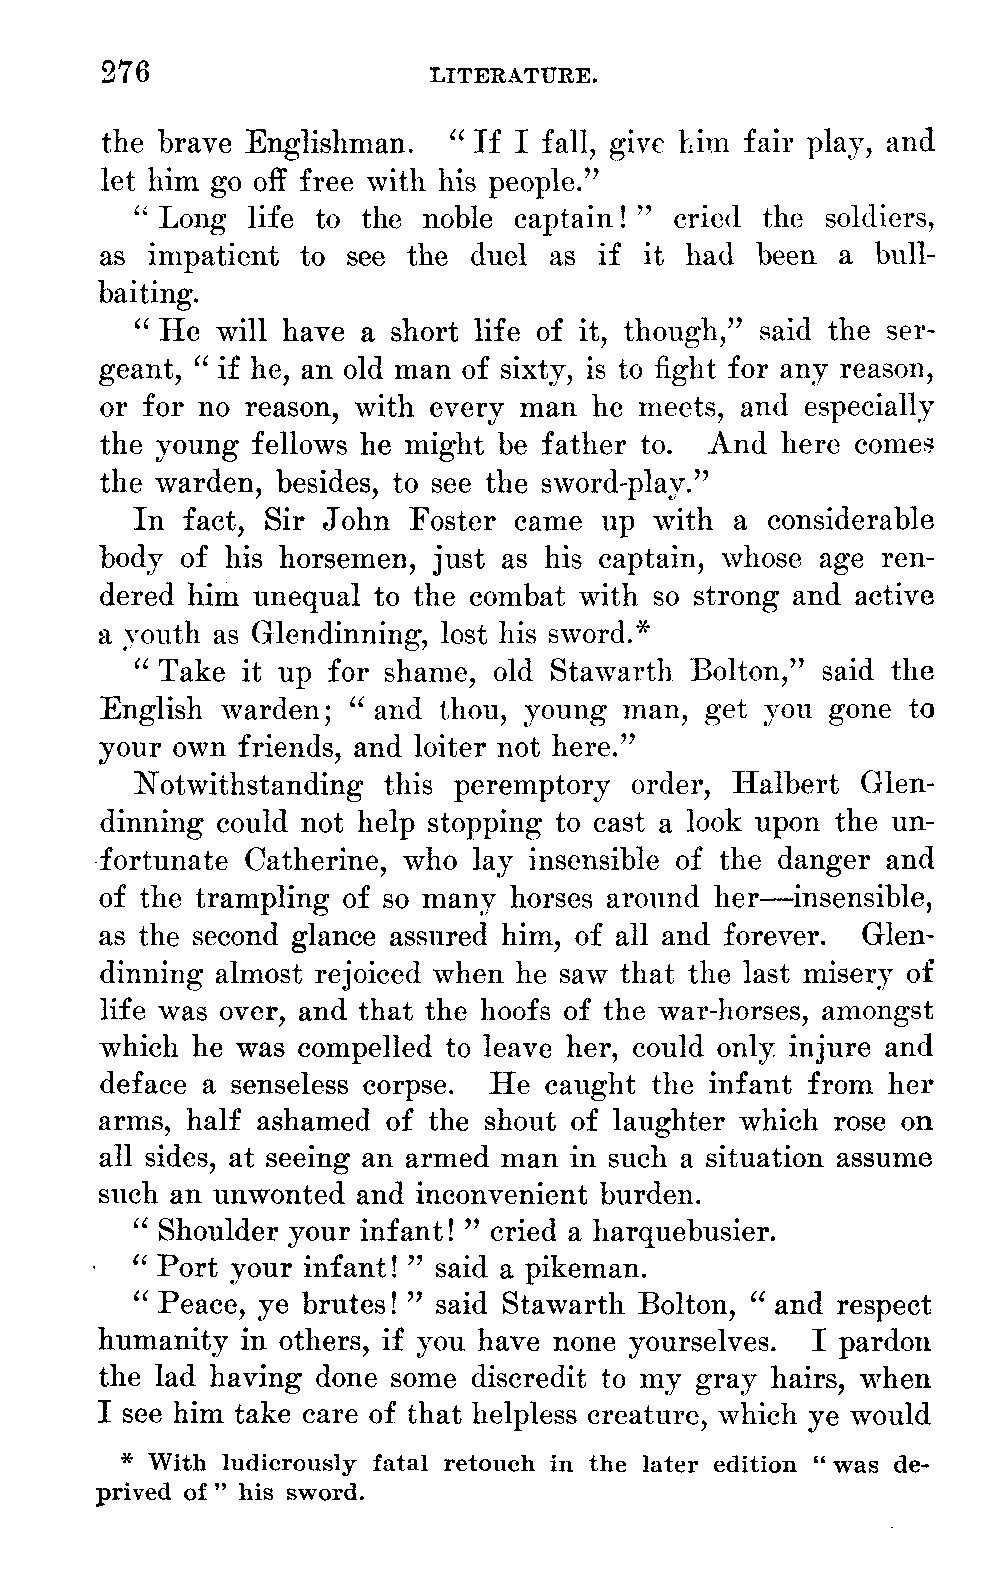 276 LITERATURE.
the brave Englishman. “If I fall, give him fair play, and
let him go off free with his people.”
“Long life to the noble captain!” cried the soldiers,
as impatient to see the duel as if it had been a bull-
baiting.
“He will have a short life of it, though,” said the ser-
geant, “if he, an old man of sixty, is to fight for any reason,
or for no reason, with every man he meets, and especially
the young fellows he might be father to. And here comes
the warden, besides, to see the sword-play.”
In fact, Sir John Foster came up with a considerable
body of his horsemen, just as his captain, whose age ren-
dered him unequal to the combat with so strong and active
a youth as Glendinning, lost his sword.*
“Take it up for shame, old Stawarth Bolton,” said the
English warden; “and thou, young man, get you gone to
your own friends, and loiter not here.”
Notwithstanding this peremptory order, Halbert Glen-
dinning could not help stopping to cast a look upon the un-
fortunate Catherine, who lay insensible of the danger and
of the trampling of so many horses around her—insensible,
as the second glance assured him, of all and forever. Glen-
dinning almost rejoiced when he saw that the last misery of
life was over, and that the hoofs of the war-horses, amongst
which he was compelled to leave her, could only injure and
deface a senseless corpse. He caught the infant from her
arms, half ashamed of the shout of laughter which rose on
all sides, at seeing an armed man in such a situation assume
such an unwonted and inconvenient burden.
“Shoulder your infant!” cried a harquebusier.
“Port your infant!” said a pikeman.
“Peace, ye brutes!” said Stawarth Bolton, “and respect
humanity in others, if you have none yourselves. I pardon
the lad having done some discredit to my gray hairs, when
I see him take care of that helpless creature, which ye would
* With ludicrously fatal retouch in the later edition “was de-
prived of” his sword.